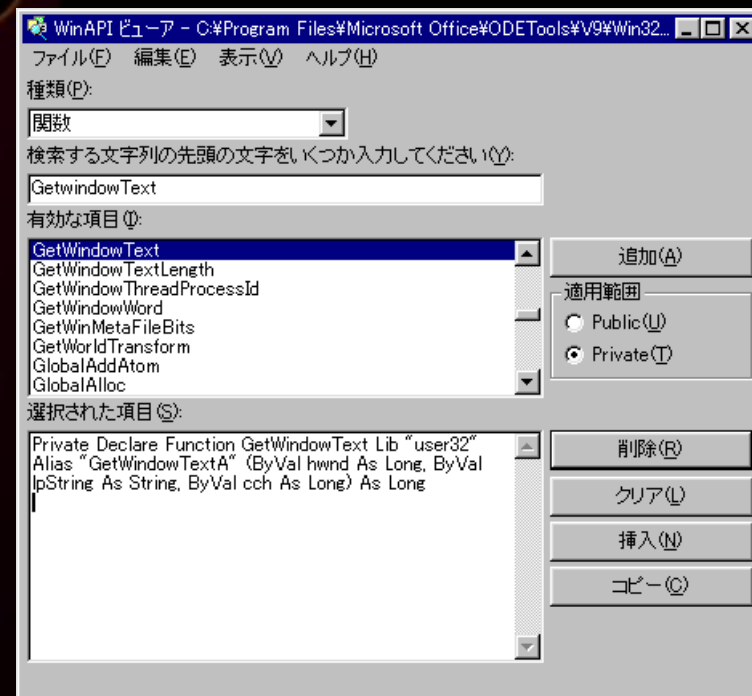 WinAPI ビューア - C:¥Program Files¥Microsoft Office¥ODETools¥V9¥Win32...
ファイル(F) 編集(E) 表示(V) ヘルプ(H)
種類(P):
関数
検索する文字列の先頭の文字をいくつか入力してください(Y):
GetwindowText
有効な項目(I):
GetWindowText
GetWindowTextLength
GetWindowThreadProcessId
GetWindowWord
GetWinMetaFileBits
GetWorldTransform
GlobalAddAtom
GlobalAlloc
追加(A)
適用範囲
Public(U)
Private(T)
選択された項目(S):
Private Declare Function GetWindowText Lib "user32"
Alias "GetWindowTextA" (ByVal hwnd As Long, ByVal
lpString As String, ByVal cch As Long) As Long
削除(R)
クリア(L)
挿入(N)
コピー(C)